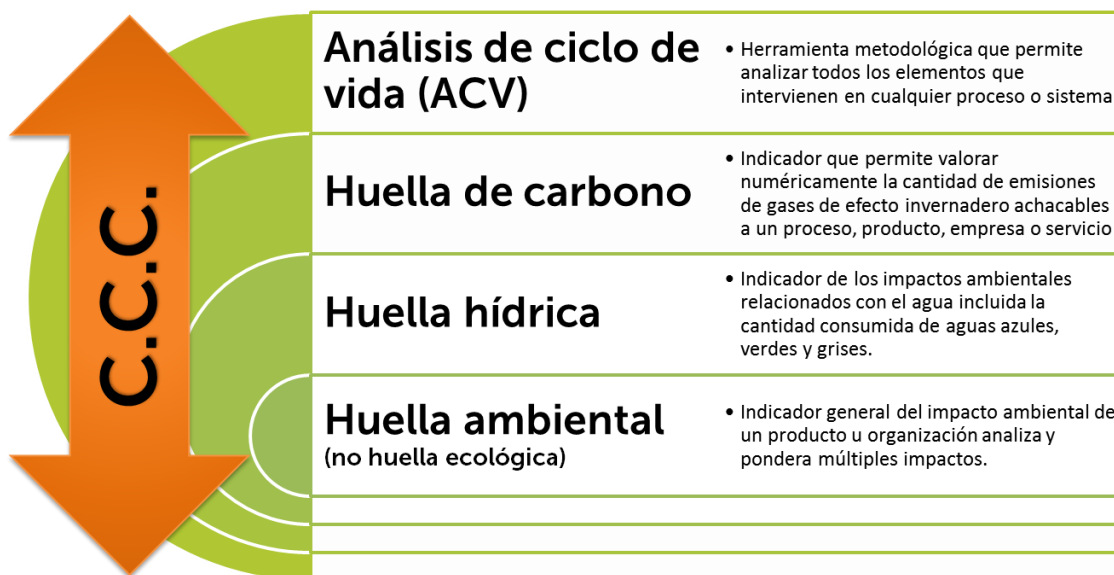 C.C.C.
Análisis de ciclo de
vida (ACV)
• Herramienta metodológica que permite
analizar todos los elementos que
intervienen en cualquier proceso o sistema
Huella de carbono
• Indicador que permite valorar
numéricamente la cantidad de emisiones
de gases de efecto invernadero achacables
a un proceso, producto, empresa o servicio
Huella hídrica
• Indicador de los impactos ambientales
relacionados con el agua incluida la
cantidad consumida de aguas azules,
verdes y grises.
Huella ambiental
(no huella ecológica)
• Indicador general del impacto ambiental de
un producto u organización analiza y
pondera múltiples impactos.